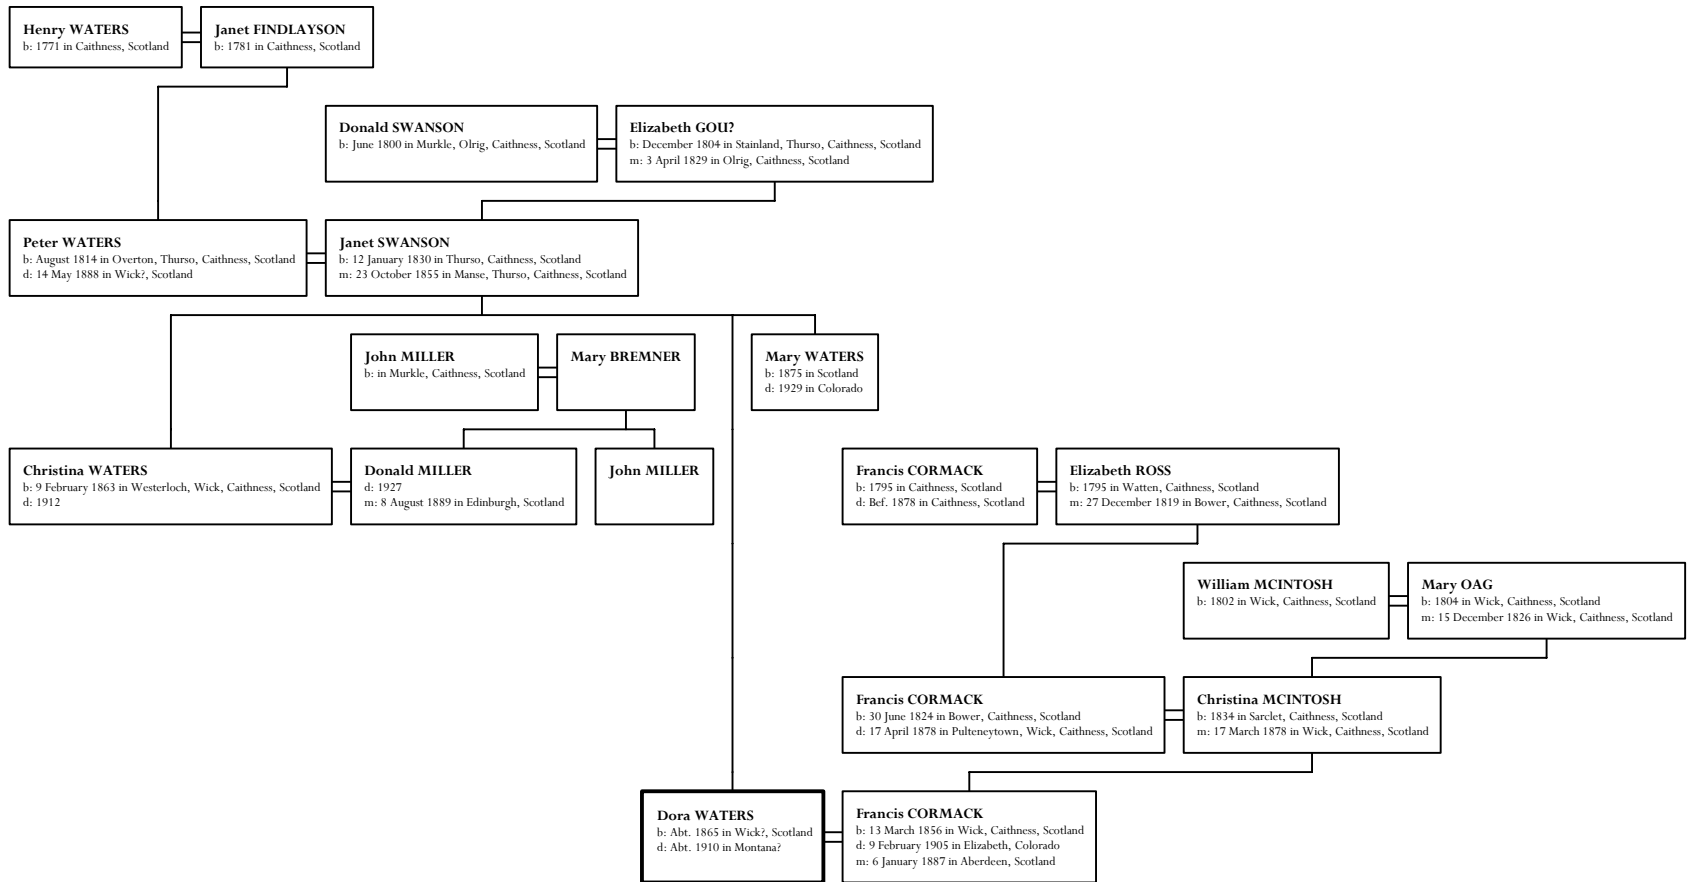 Henry WATERS
b: 1771 in Caithness, Scotland
Janet FINDLAYSON
b: 1781 in Caithness, Scotland
Donald SWANSON
b: June 1800 in Murkle, Olrig, Caithness, Scotland
Elizabeth GOU?
b: December 1804 in Stainland, Thurso, Caithness, Scotland
m: 3 April 1829 in Olrig, Caithness, Scotland
Peter WATERS
b: August 1814 in Overton, Thurso, Caithness, Scotland
d: 14 May 1888 in Wick?, Scotland
Janet SWANSON
b: 12 January 1830 in Thurso, Caithness, Scotland
m: 23 October 1855 in Manse, Thurso, Caithness, Scotland
John MILLER
b: in Murkle, Caithness, Scotland
Mary BREMNER
Mary WATERS
b: 1875 in Scotland
d: 1929 in Colorado
Christina WATERS
b: 9 February 1863 in Westerloch, Wick, Caithness, Scotland
d: 1912
Donald MILLER
d: 1927
m: 8 August 1889 in Edinburgh, Scotland
John MILLER
Francis CORMACK
b: 1795 in Caithness, Scotland
d: Bef. 1878 in Caithness, Scotland
Elizabeth ROSS
b: 1795 in Watten, Caithness, Scotland
m: 27 December 1819 in Bower, Caithness, Scotland
William MCINTOSH
b: 1802 in Wick, Caithness, Scotland
Mary OAG
b: 1804 in Wick, Caithness, Scotland
m: 15 December 1826 in Wick, Caithness, Scotland
Francis CORMACK
b: 30 June 1824 in Bower, Caithness, Scotland
d: 17 April 1878 in Pulteneytown, Wick, Caithness, Scotland
Christina MCINTOSH
b: 1834 in Sarclet, Caithness, Scotland
m: 17 March 1878 in Wick, Caithness, Scotland
Dora WATERS
b: Abt. 1865 in Wick?, Scotland
d: Abt. 1910 in Montana?
Francis CORMACK
b: 13 March 1856 in Wick, Caithness, Scotland
d: 9 February 1905 in Elizabeth, Colorado
m: 6 January 1887 in Aberdeen, Scotland